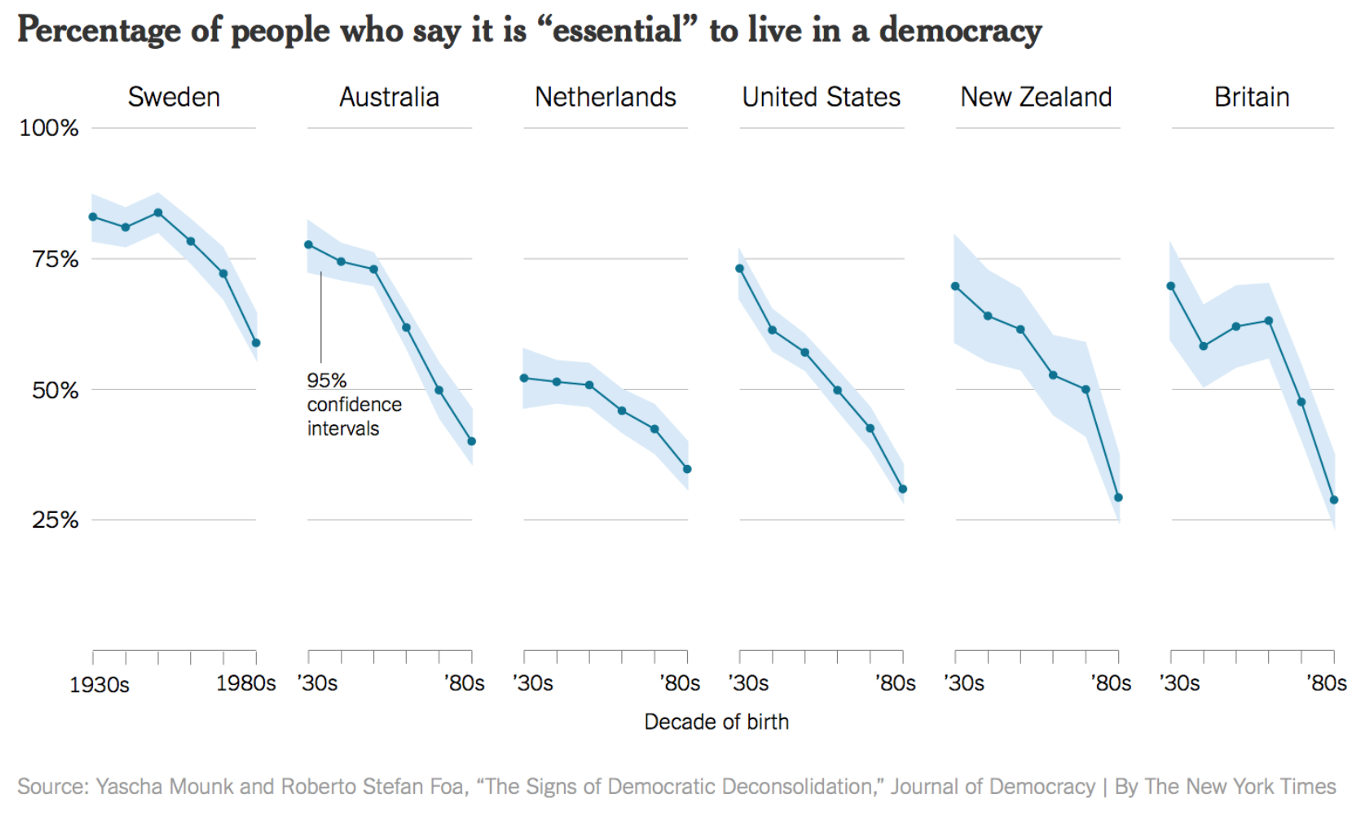 Percentage of people who say it is “essential” to live in a democracy
Sweden Australia Netherlands United States New Zealand Britain
100%
75%
50%
25%
95%
confidence
intervals
1930s 1980s ’30s ’80s ’30s ’80s ’30s ’80s ’30s ’80s ’30s ’80s
Decade of birth
Source: Yascha Mounk and Roberto Stefan Foa, “The Signs of Democratic Deconsolidation,” Journal of Democracy | By The New York Times